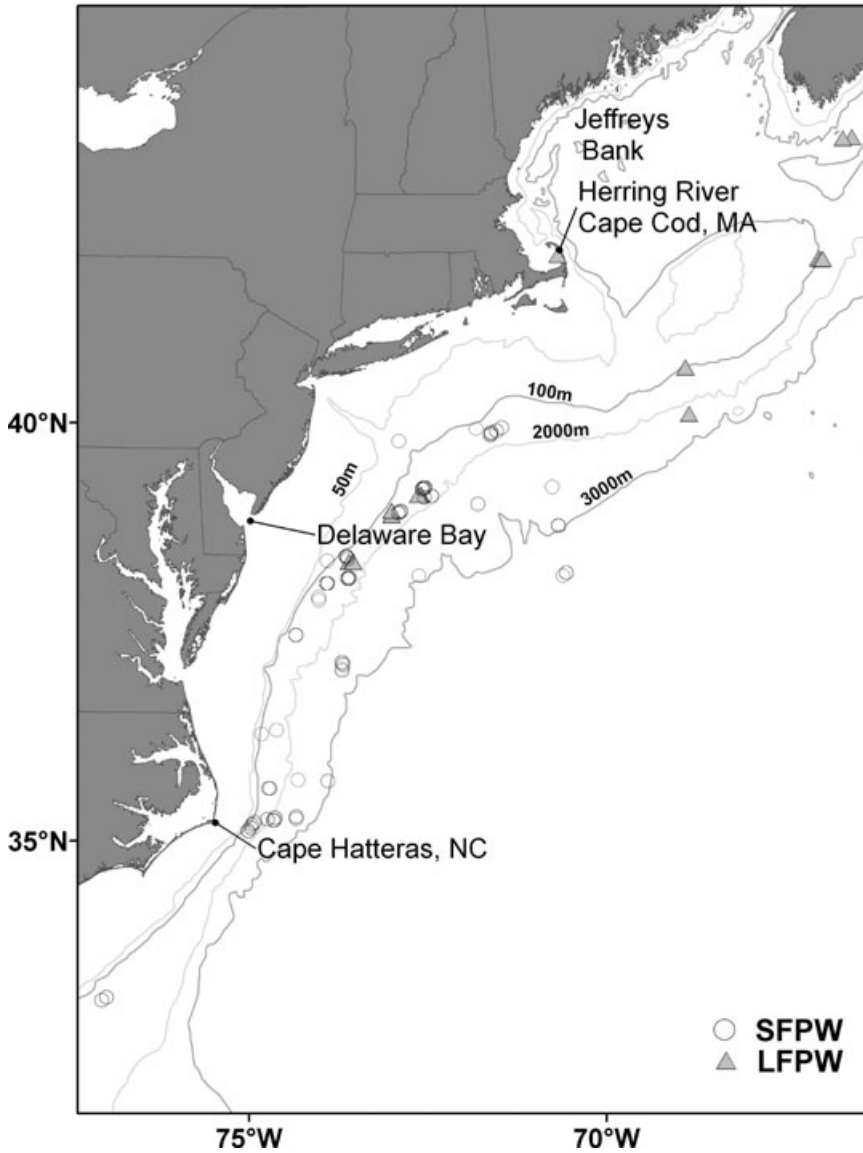 Jeffreys
Bank
Herring River
Cape Cod, MA
40°N
100m
2000m
50m
3000m
Delaware Bay
35°N
Cape Hatteras, NC
SFPW
LFPW
75°W
70°W